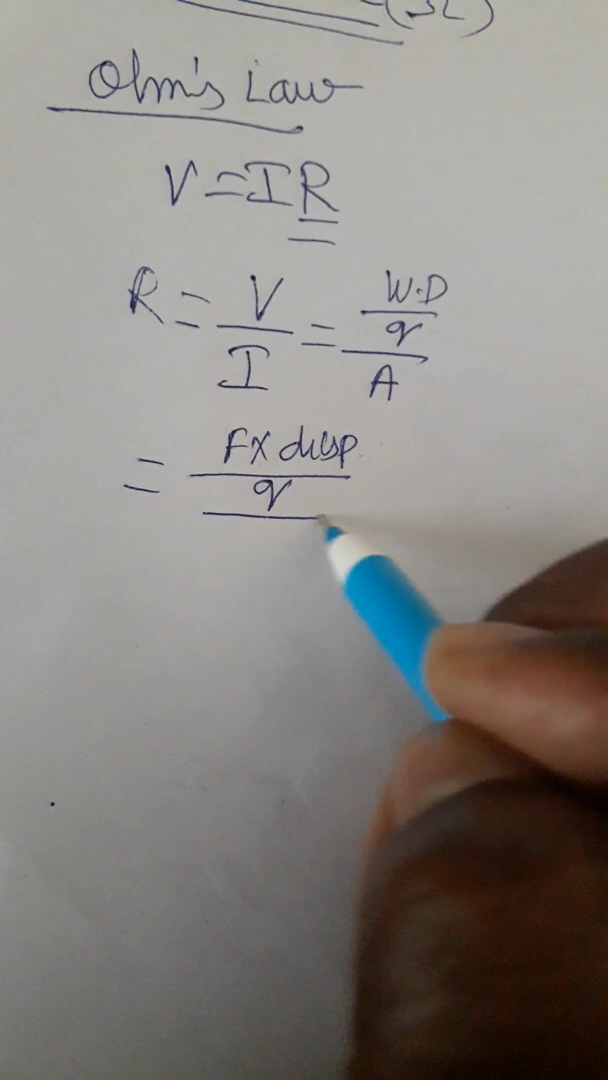 (Ω)
Ohm's Law
V = IR
R = V / I = W.D / q / A
= F x disp / q